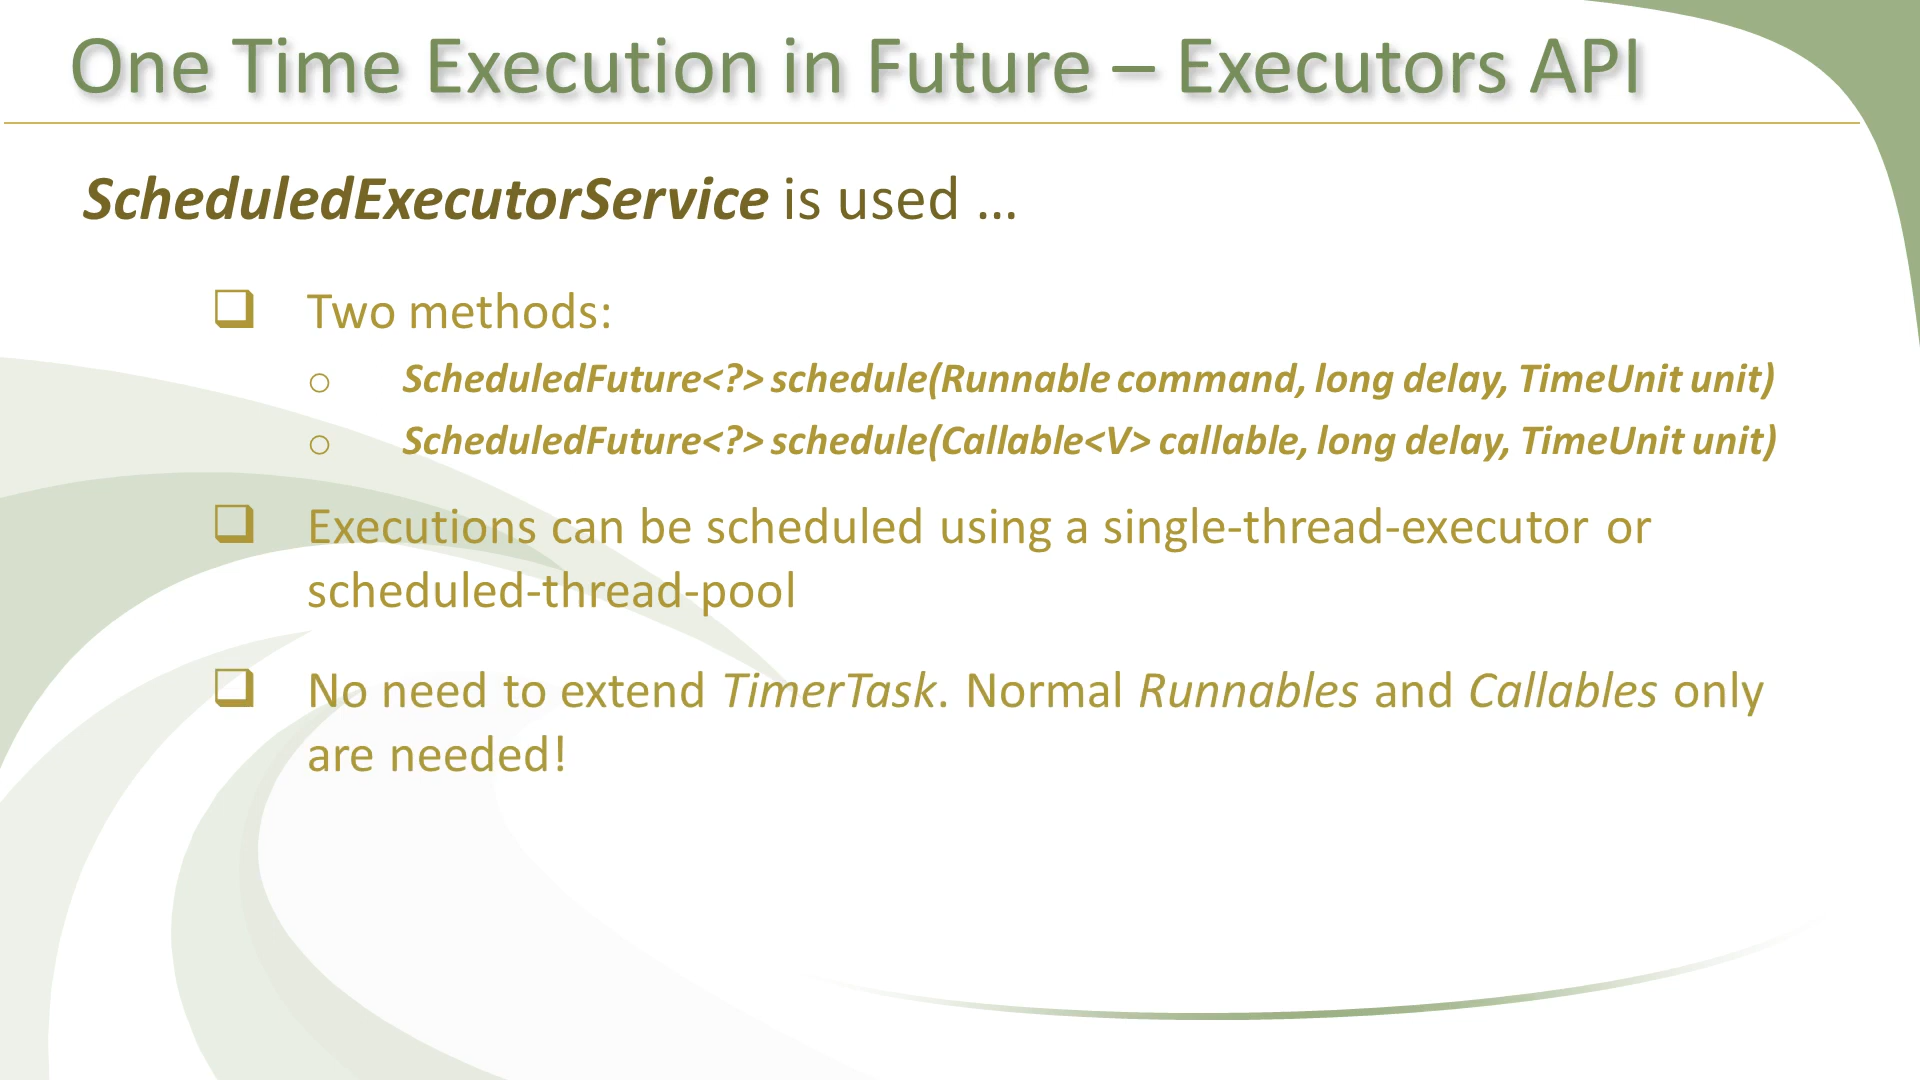 One Time Execution in Future – Executors API
ScheduledExecutorService is used …
❑ Two methods:
o ScheduledFuture<?> schedule(Runnable command, long delay, TimeUnit unit)
o ScheduledFuture<?> schedule(Callable<V> callable, long delay, TimeUnit unit)
❑ Executions can be scheduled using a single-thread-executor or
scheduled-thread-pool
❑ No need to extend TimerTask. Normal Runnables and Callables only
are needed!